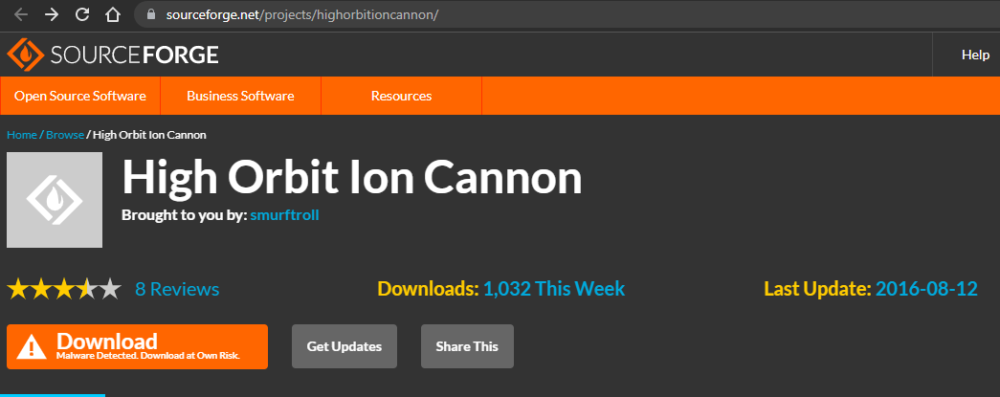 sourceforge.net/projects/highorbitioncannon/
SOURCEFORGE
Help
Open Source Software
Business Software
Resources
Home / Browse / High Orbit Ion Cannon
High Orbit Ion Cannon
Brought to you by: smurftroll
8 Reviews
Downloads: 1,032 This Week
Last Update: 2016-08-12
Download
Malware Detected. Download at Own Risk.
Get Updates
Share This